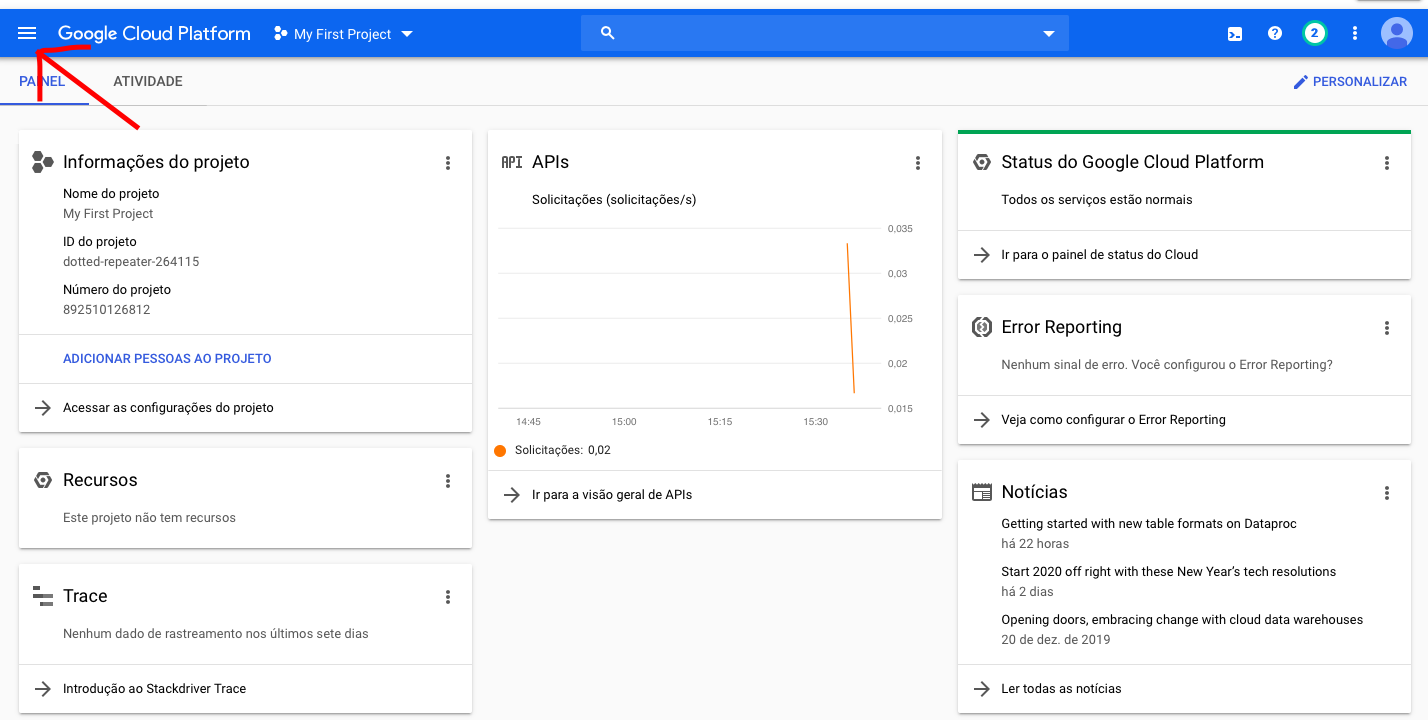 Google Cloud Platform
My First Project
2
PAINEL
ATIVIDADE
PERSONALIZAR
Informações do projeto
Nome do projeto
My First Project
ID do projeto
dotted-repeater-264115
Número do projeto
892510126812
ADICIONAR PESSOAS AO PROJETO
Acessar as configurações do projeto
Recursos
Este projeto não tem recursos
Trace
Nenhum dado de rastreamento nos últimos sete dias
Introdução ao Stackdriver Trace
API APIs
Solicitações (solicitações/s)
0,035
0,03
0,025
0,02
0,015
14:45 15:00 15:15 15:30
Solicitações: 0,02
Ir para a visão geral de APIs
Status do Google Cloud Platform
Todos os serviços estão normais
Ir para o painel de status do Cloud
Error Reporting
Nenhum sinal de erro. Você configurou o Error Reporting?
Veja como configurar o Error Reporting
Notícias
Getting started with new table formats on Dataproc
há 22 horas
Start 2020 off right with these New Year’s tech resolutions
há 2 dias
Opening doors, embracing change with cloud data warehouses
20 de dez. de 2019
Ler todas as notícias